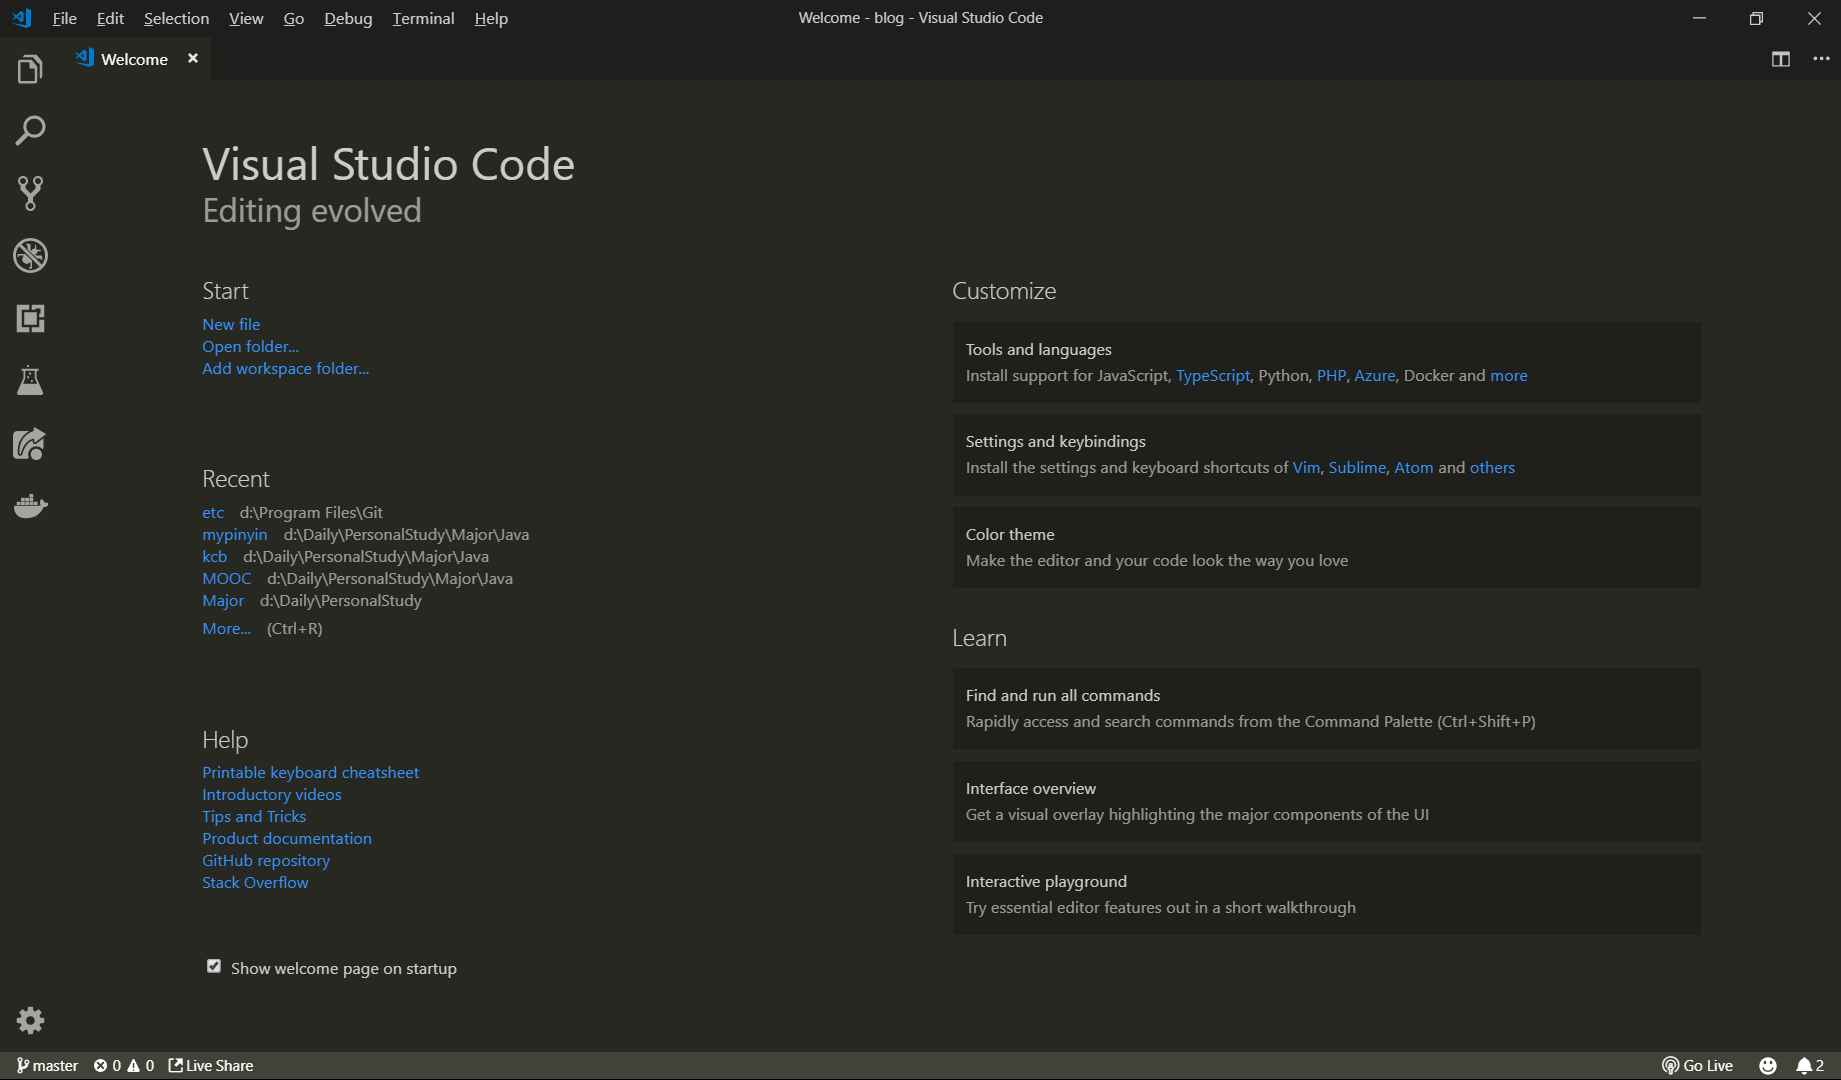 File Edit Selection View Go Debug Terminal Help
Welcome - blog - Visual Studio Code
Welcome
Visual Studio Code
Editing evolved
Start
New file
Open folder...
Add workspace folder...
Recent
etc d:\Program Files\Git
mypinyin d:\Daily\PersonalStudy\Major\Java
kcb d:\Daily\PersonalStudy\Major\Java
MOOC d:\Daily\PersonalStudy\Major\Java
Major d:\Daily\PersonalStudy
More... (Ctrl+R)
Help
Printable keyboard cheatsheet
Introductory videos
Tips and Tricks
Product documentation
GitHub repository
Stack Overflow
Show welcome page on startup
Customize
Tools and languages
Install support for JavaScript, TypeScript, Python, PHP, Azure, Docker and more
Settings and keybindings
Install the settings and keyboard shortcuts of Vim, Sublime, Atom and others
Color theme
Make the editor and your code look the way you love
Learn
Find and run all commands
Rapidly access and search commands from the Command Palette (Ctrl+Shift+P)
Interface overview
Get a visual overlay highlighting the major components of the UI
Interactive playground
Try essential editor features out in a short walkthrough
master 0 0 Live Share
Go Live 2